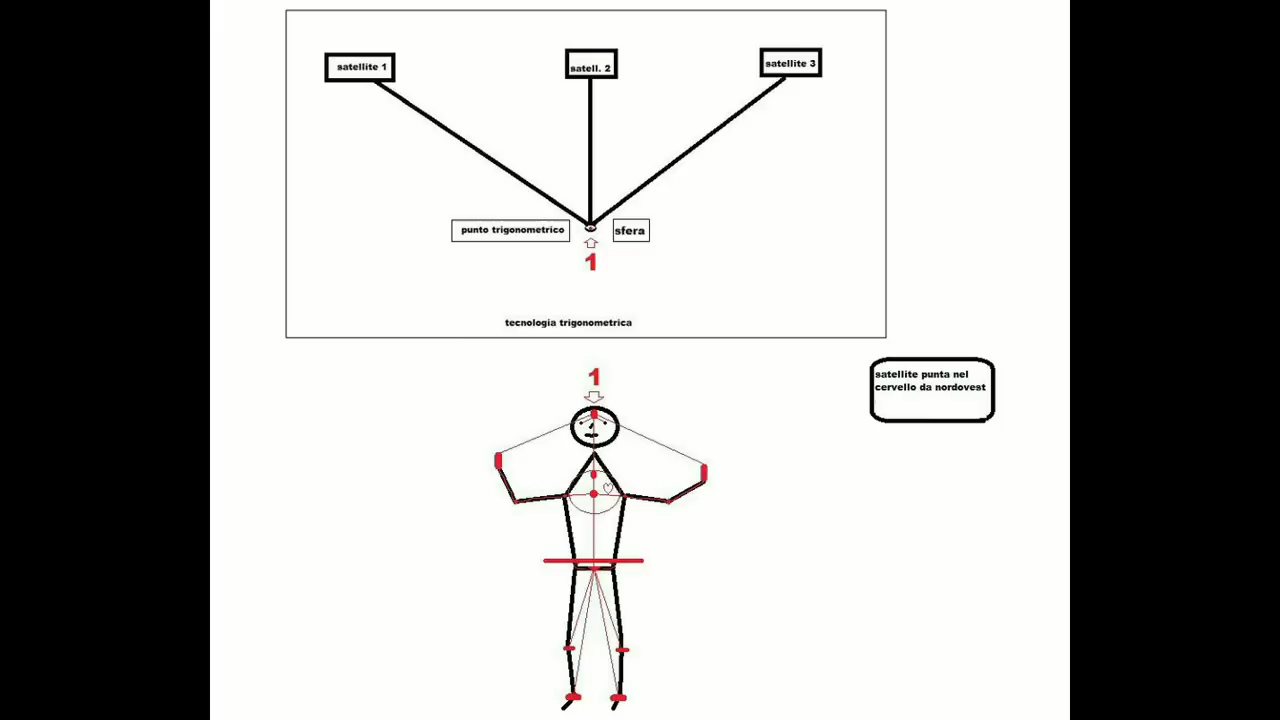 satellite 1
satell. 2
satellite 3
punto trigonometrico
sfera
1
tecnologia trigonometrica
1
satellite punta nel
cervello da nordovest